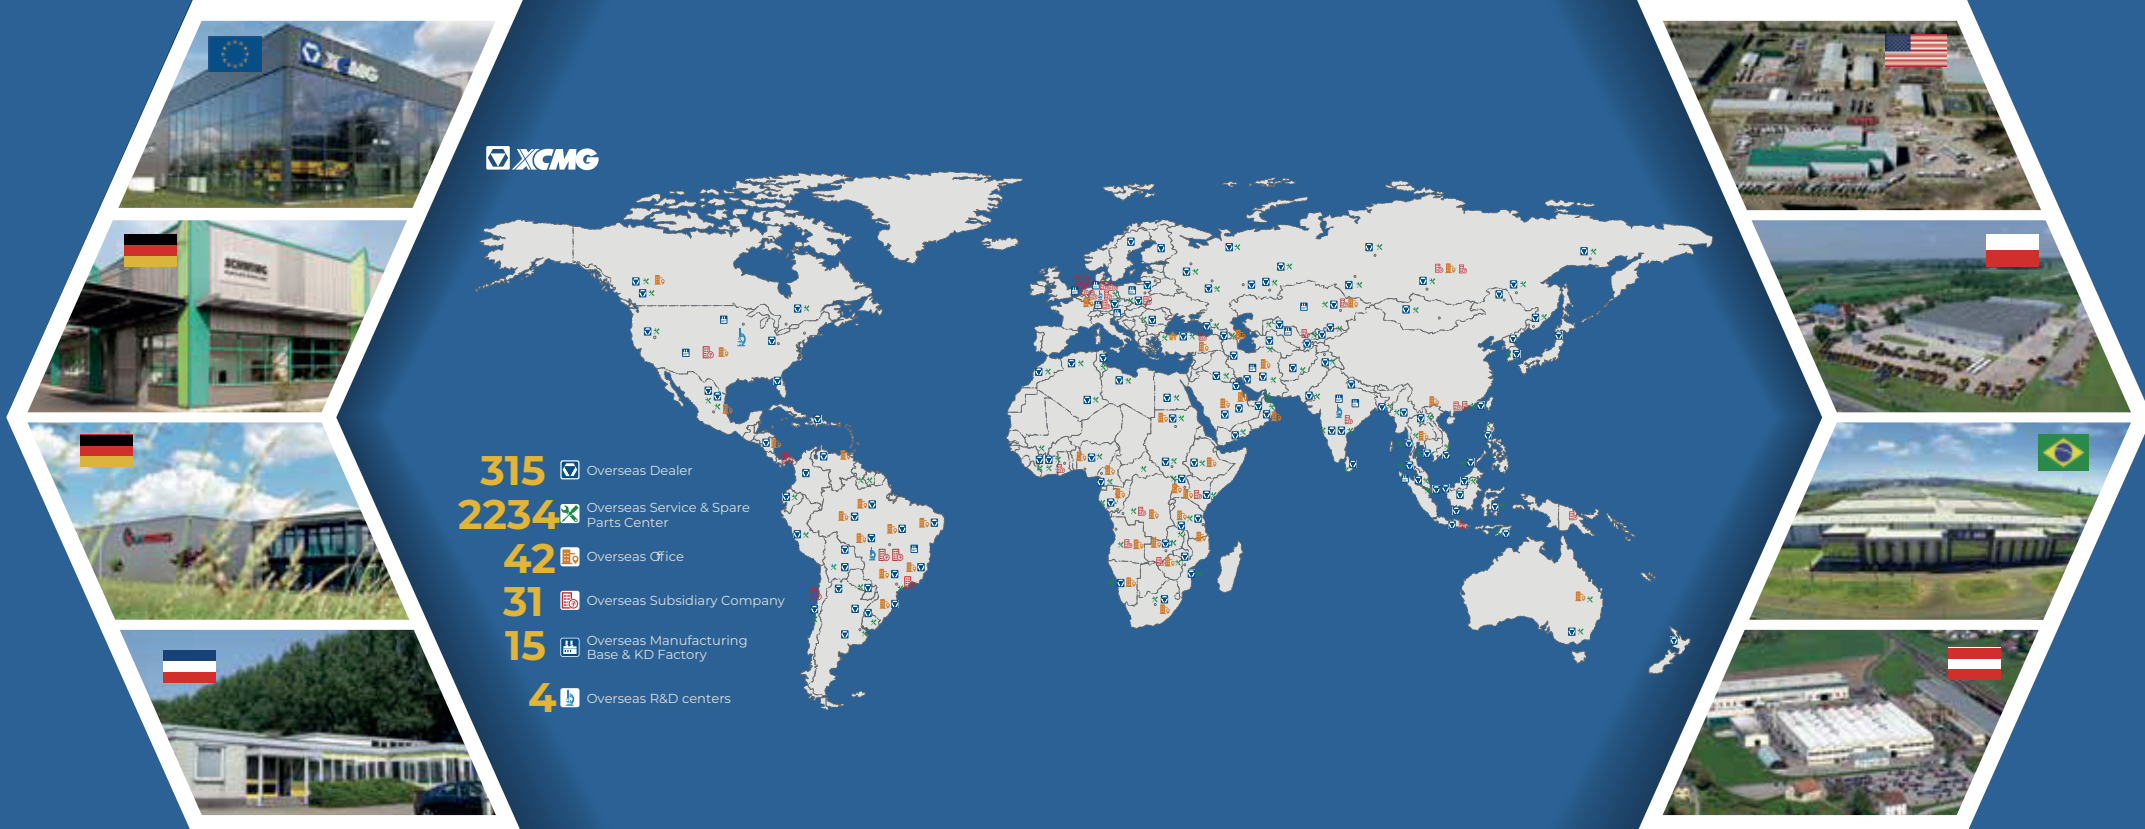 XCMG
SCHWING
XCMG
315 Overseas Dealer
2234 Overseas Service & Spare
Parts Center
42 Overseas Office
31 Overseas Subsidiary Company
15 Overseas Manufacturing
Base & KD Factory
4 Overseas R&D centers